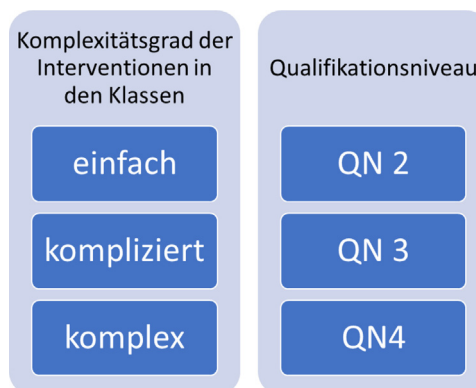 Komplexitätsgrad der
Interventionen in
den Klassen
einfach
kompliziert
komplex
Qualifikationsniveau
QN 2
QN 3
QN4